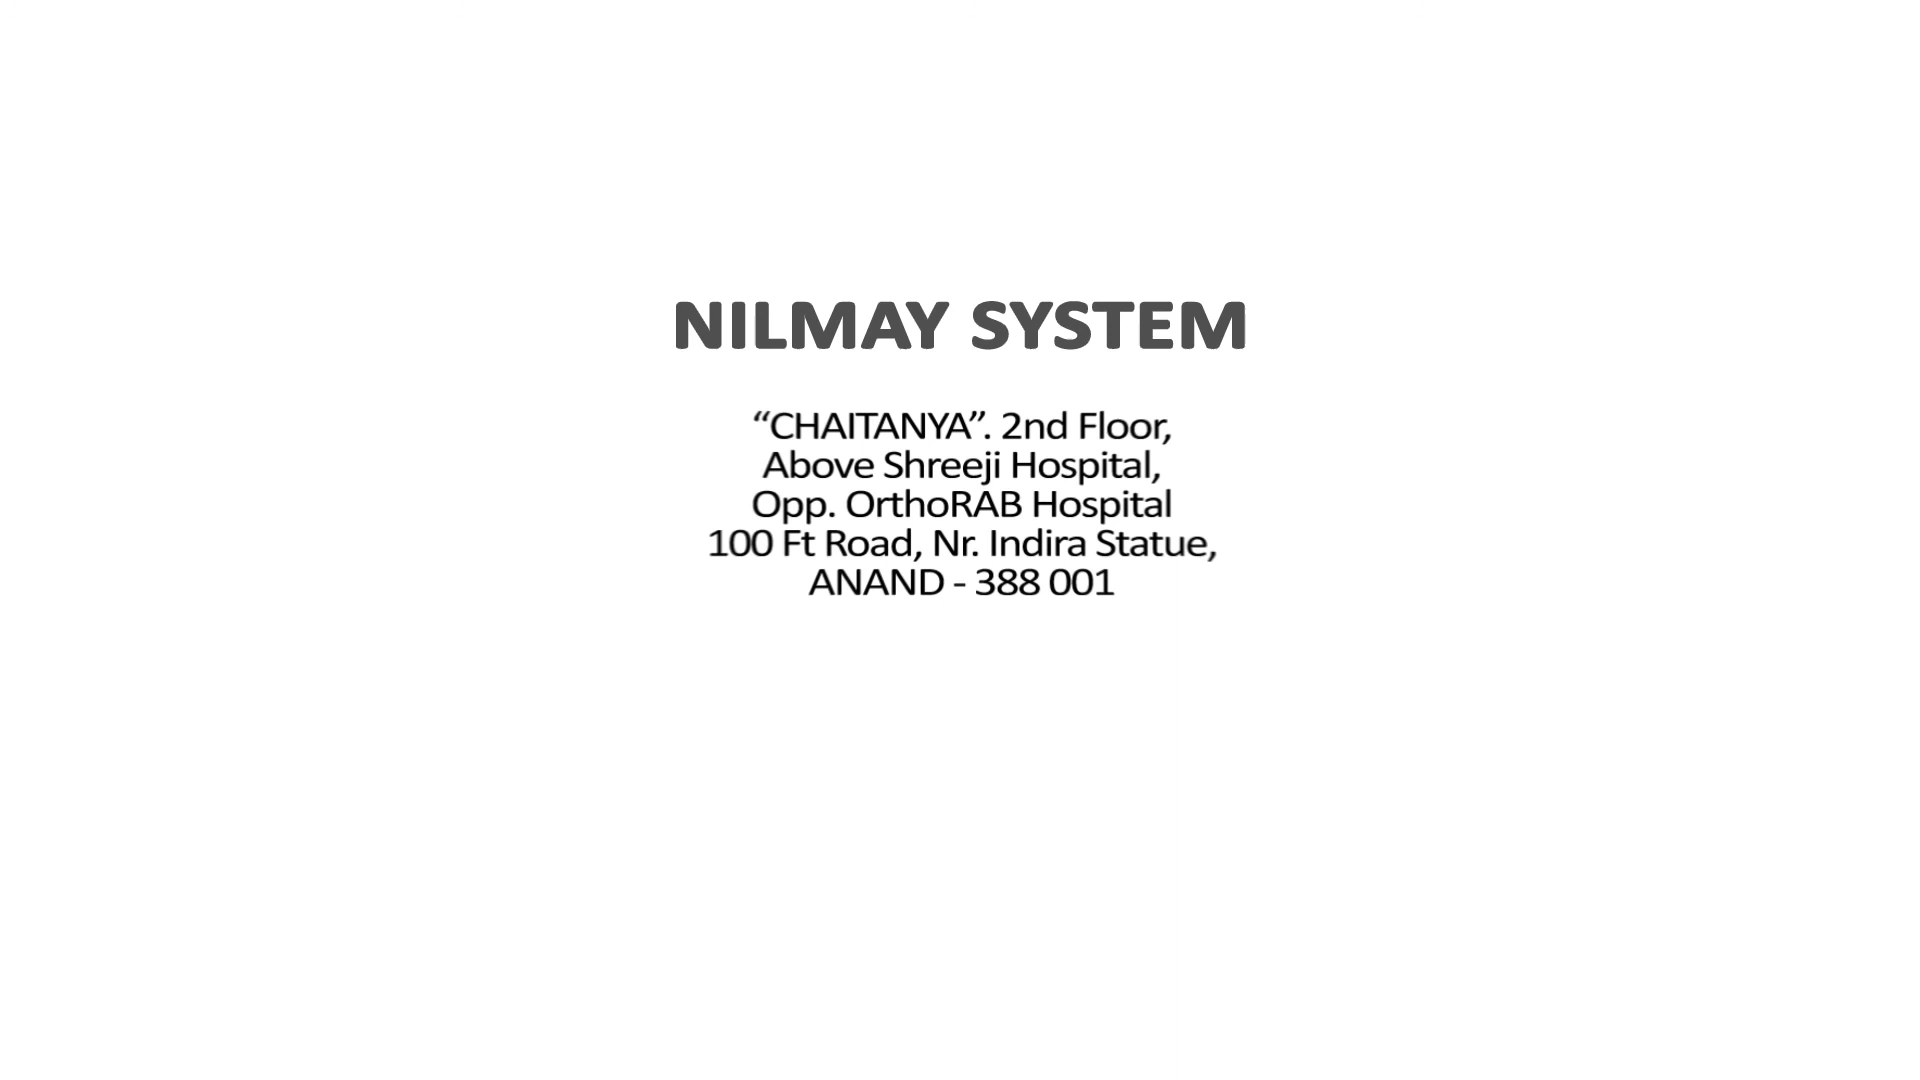 NILMAY SYSTEM
“CHAITANYA”. 2nd Floor,
Above Shreeji Hospital,
Opp. OrthoRAB Hospital
100 Ft Road, Nr. Indira Statue,
ANAND - 388 001